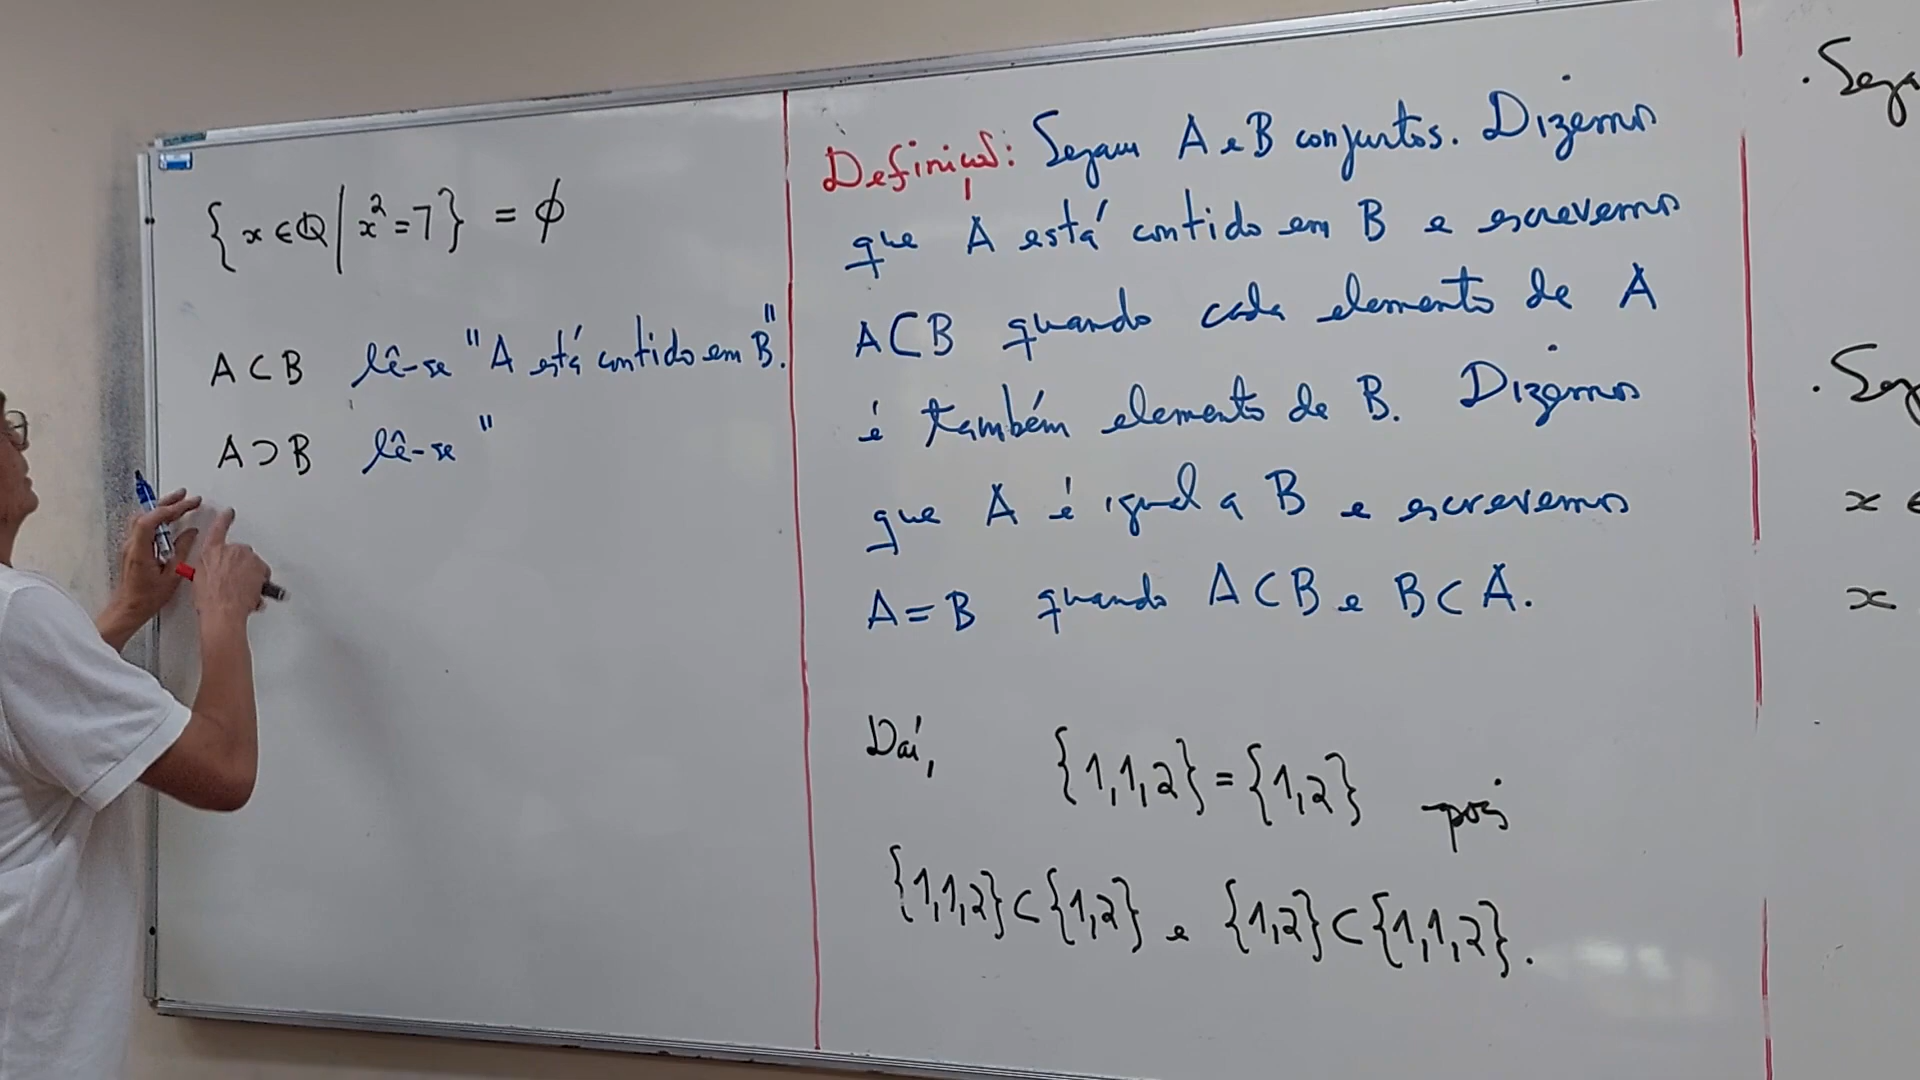 {x ∈ ℚ | x² = 7} = ∅
A ⊂ B lê-se "A está contido em B".
A ⊃ B lê-se "
Definição: Sejam A e B conjuntos. Dizemos
que A está contido em B e escrevemos
A ⊂ B quando cada elemento de A
é também elemento de B. Dizemos
que A é igual a B e escrevemos
A = B quando A ⊂ B e B ⊂ A.
Daí, {1,1,2} = {1,2} pois
{1,1,2} ⊂ {1,2} e {1,2} ⊂ {1,1,2}.
x ∈
x